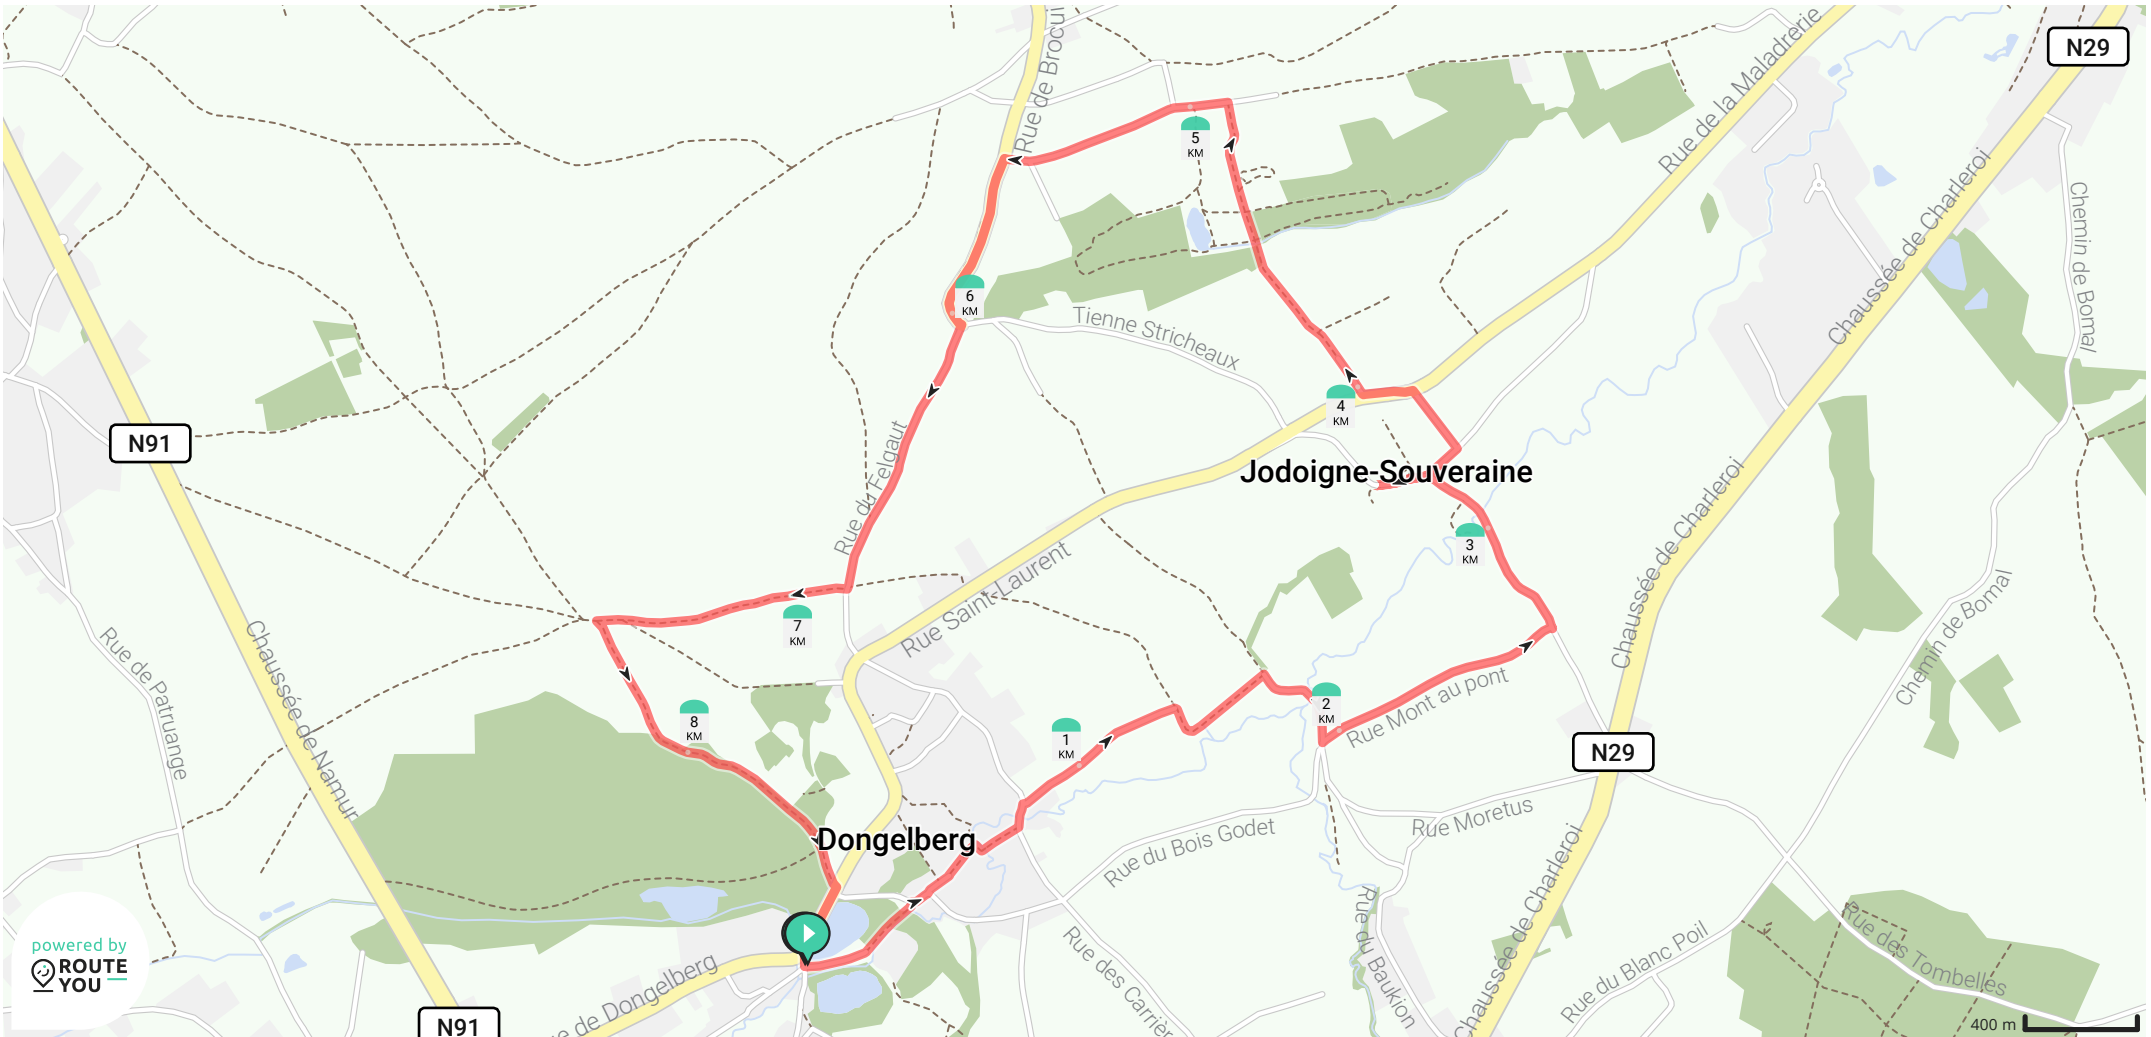 N29
Rue de Brocui
Rue de la Maladrerie
5
KM
Chaussée de Charleroi
Chemin de Bomal
6
KM
Tienne Stricheaux
4
KM
N91
Rue du Felgaut
Jodoigne-Souveraine
3
KM
Chaussée de Charleroi
Rue Saint-Laurent
7
KM
Chemin de Bomal
Rue de Patruange
Chaussée de Namur
8
KM
1
KM
2
KM
Rue Mont au pont
N29
Rue Moretus
Dongelberg
Rue du Bois Godet
Chaussée de Charleroi
Rue du Baukion
Rue des Carrièr
Rue du Blanc Poil
Rue des Tombelles
e de Dongelberg
powered by
ROUTE
YOU
N91
400 m